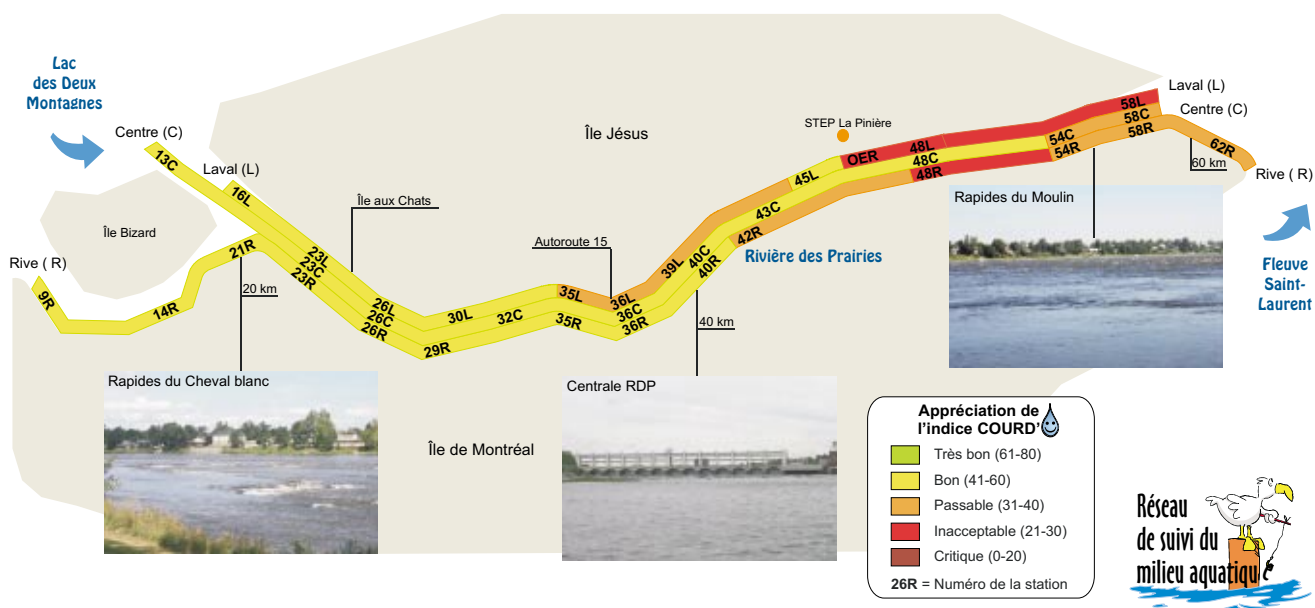 Lac
des Deux
Montagnes
Centre (C)
13C
Laval (L)
16L
Île Bizard
Rive ( R)
9R
14R
21R
20 km
Île aux Chats
23L
23C
23R
26L
26C
26R
29R
30L
32C
35L
35R
Autoroute 15
36L
36C
36R
39L
40C
40R
40 km
42R
43C
45L
Île Jésus
STEP La Pinière
OER
48L
48C
48R
Rivière des Prairies
54C
54R
58L
58C
58R
Laval (L)
Centre (C)
62R
60 km
Rive ( R)
Fleuve
Saint-
Laurent
Rapides du Moulin
Rapides du Cheval blanc
Centrale RDP
Île de Montréal
Appréciation de
l'indice COURD'
Très bon (61-80)
Bon (41-60)
Passable (31-40)
Inacceptable (21-30)
Critique (0-20)
26R = Numéro de la station
Réseau
de suivi du
milieu aquatique